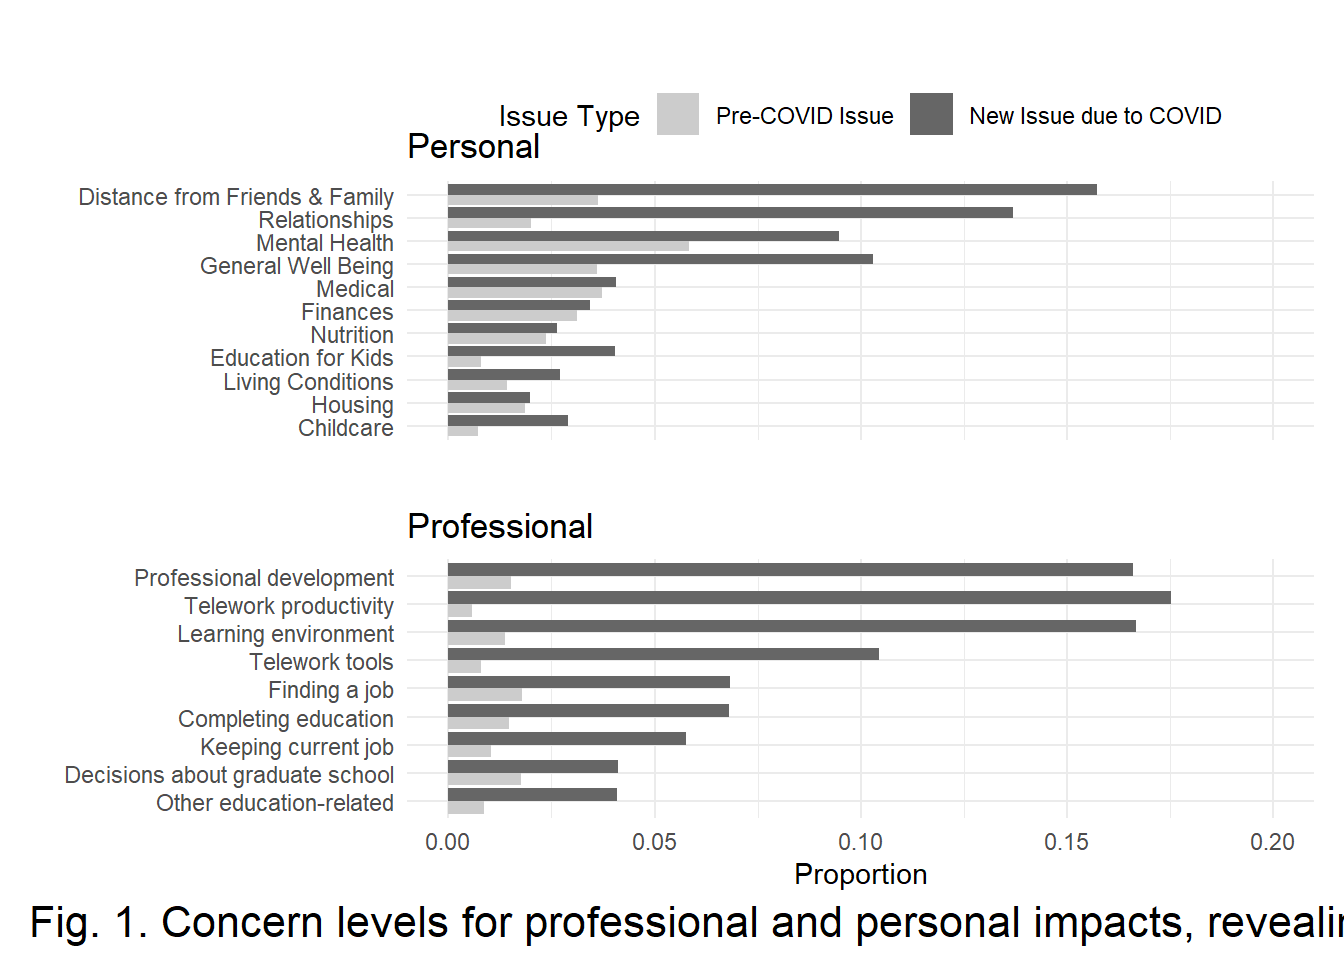 Issue Type Pre-COVID Issue New Issue due to COVID
Personal
Distance from Friends & Family
Relationships
Mental Health
General Well Being
Medical
Finances
Nutrition
Education for Kids
Living Conditions
Housing
Childcare
Professional
Professional development
Telework productivity
Learning environment
Telework tools
Finding a job
Completing education
Keeping current job
Decisions about graduate school
Other education-related
0.00 0.05 0.10 0.15 0.20
Proportion
Fig. 1. Concern levels for professional and personal impacts,